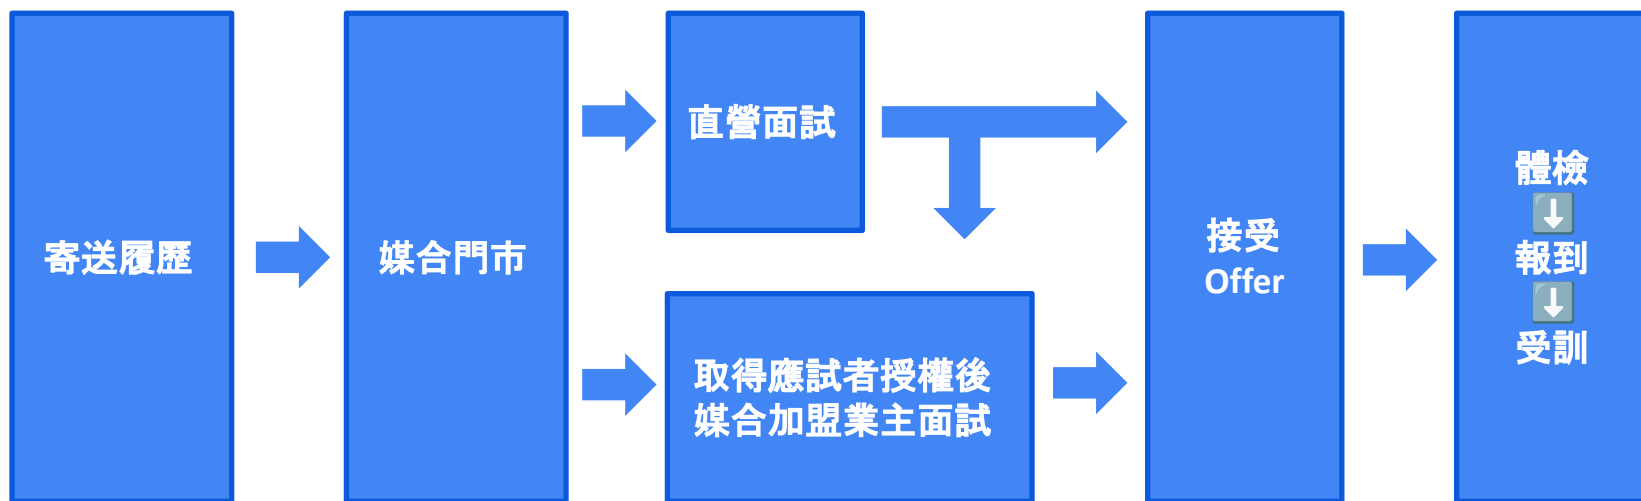 寄送履歷
媒合門市
直營面試
取得應試者授權後
媒合加盟業主面試
接受
Offer
體檢
⬇️
報到
⬇️
受訓